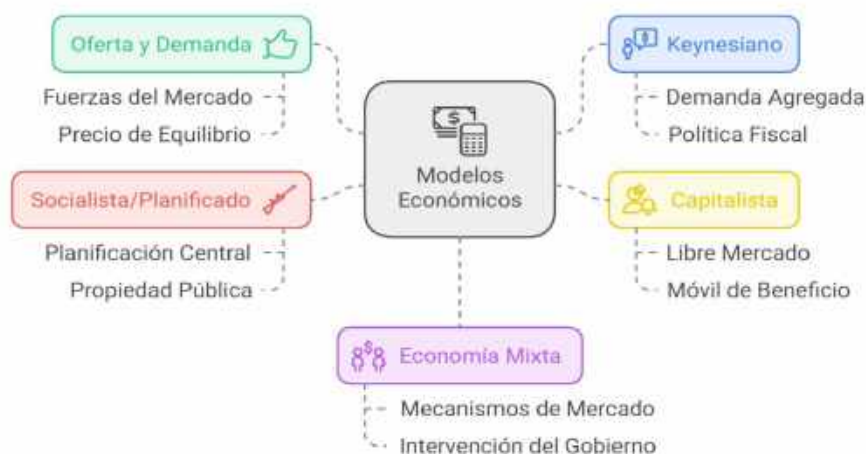 Oferta y Demanda
Fuerzas del Mercado
Precio de Equilibrio
Socialista/Planificado
Planificación Central
Propiedad Pública
$
Modelos
Económicos
Keynesiano
Demanda Agregada
Política Fiscal
Capitalista
Libre Mercado
Móvil de Beneficio
$
Economía Mixta
Mecanismos de Mercado
Intervención del Gobierno